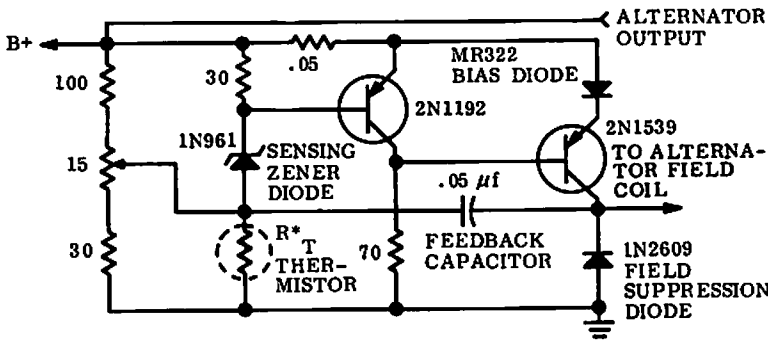 ALTERNATOR
OUTPUT
B+
.05
MR322
BIAS DIODE
100
30
2N1192
2N1539
1N961
SENSING
ZENER
DIODE
TO ALTERNA-
TOR FIELD
COIL
15
.05 µf
R*
T
THER-
MISTOR
30
70
FEEDBACK
CAPACITOR
1N2609
FIELD
SUPPRESSION
DIODE